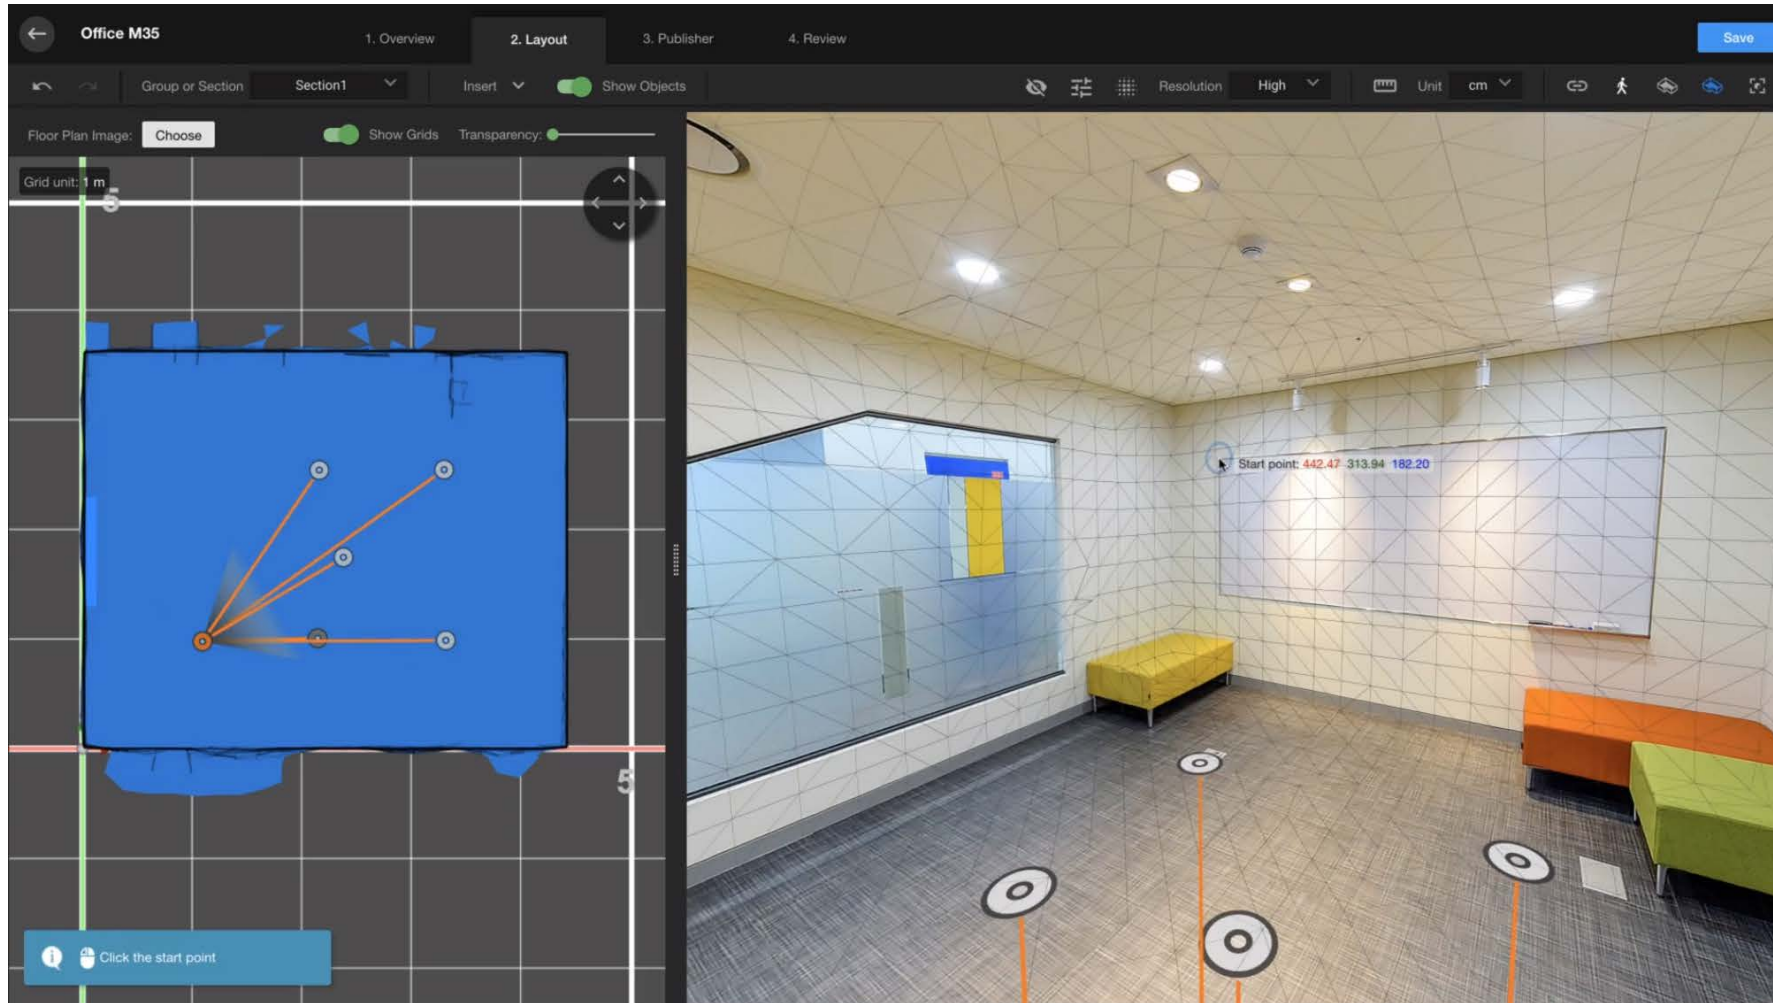 Office M35
1. Overview
2. Layout
3. Publisher
4. Review
Save
Group or Section
Section1
Insert
Show Objects
Resolution
High
Unit
cm
Floor Plan Image:
Choose
Show Grids
Transparency:
Grid unit: 1 m
5
Start point: 442.47 313.94 182.20
5
Click the start point